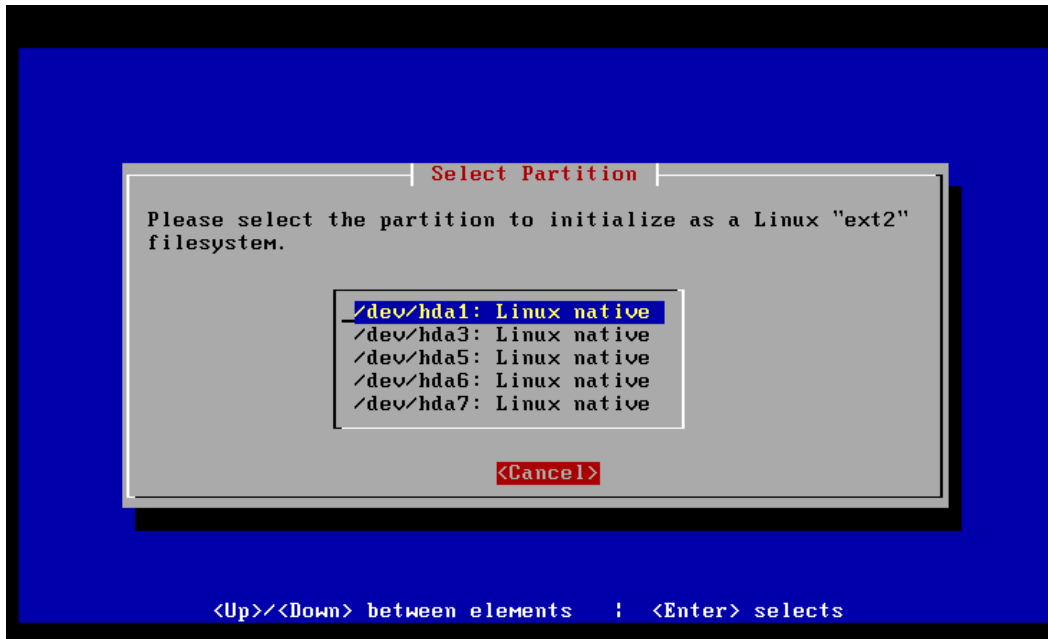 Select Partition
Please select the partition to initialize as a Linux "ext2"
filesystem.
/dev/hda1: Linux native
/dev/hda3: Linux native
/dev/hda5: Linux native
/dev/hda6: Linux native
/dev/hda7: Linux native
<Cancel>
<Up>/<Down> between elements ¦ <Enter> selects